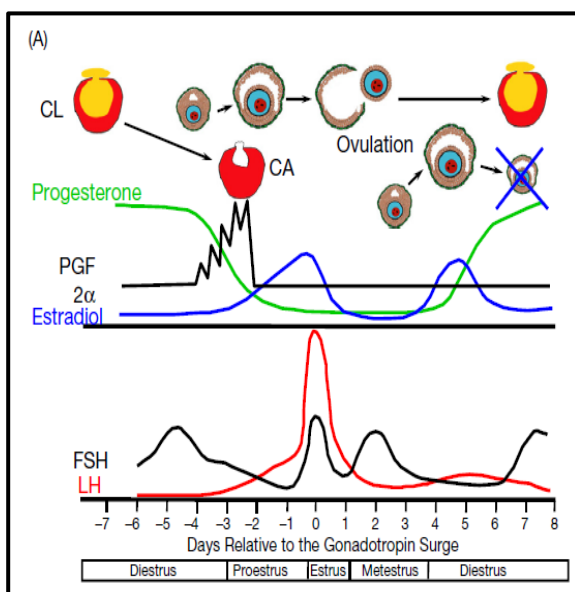 (A)
CL
Ovulation
CA
Progesterone
PGF
2α
Estradiol
FSH
LH
−7 −6 −5 −4 −3 −2 −1 0 1 2 3 4 5 6 7 8
Days Relative to the Gonadotropin Surge
Diestrus Proestrus Estrus Metestrus Diestrus